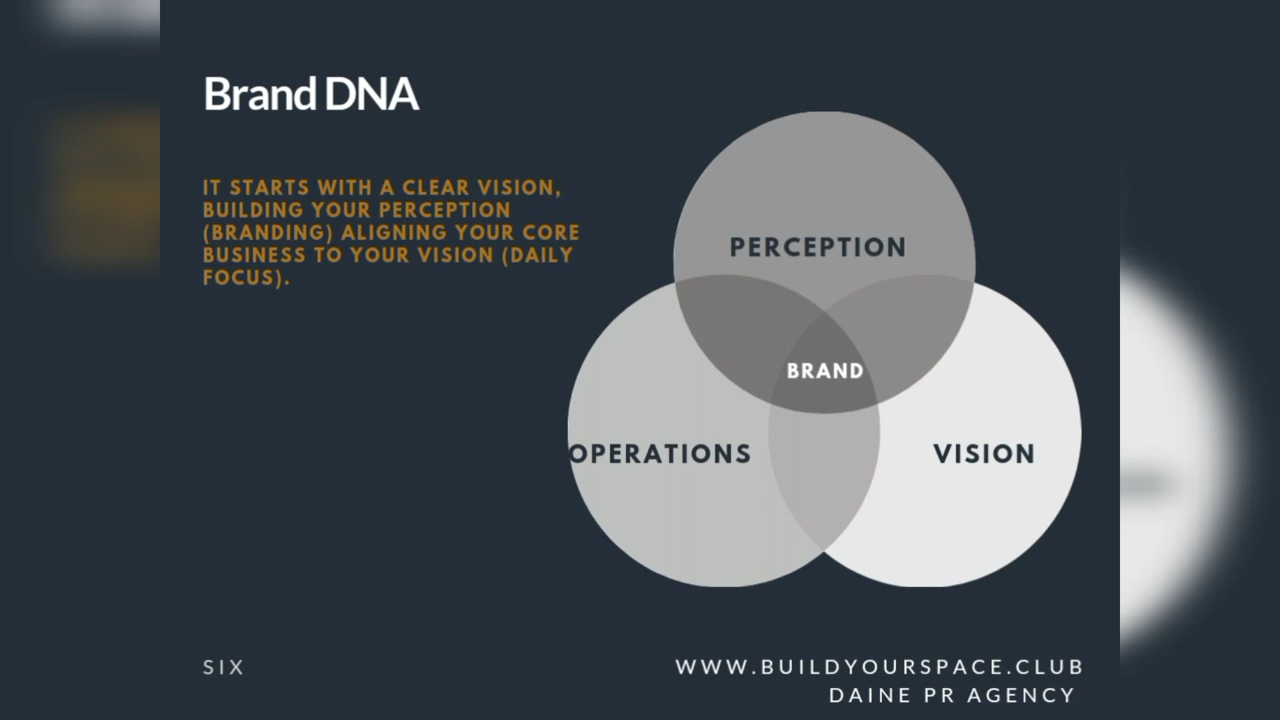 Brand DNA
IT STARTS WITH A CLEAR VISION,
BUILDING YOUR PERCEPTION
(BRANDING) ALIGNING YOUR CORE
BUSINESS TO YOUR VISION (DAILY
FOCUS).
PERCEPTION
BRAND
OPERATIONS
VISION
SIX
WWW.BUILDYOURSPACE.CLUB
DAINE PR AGENCY